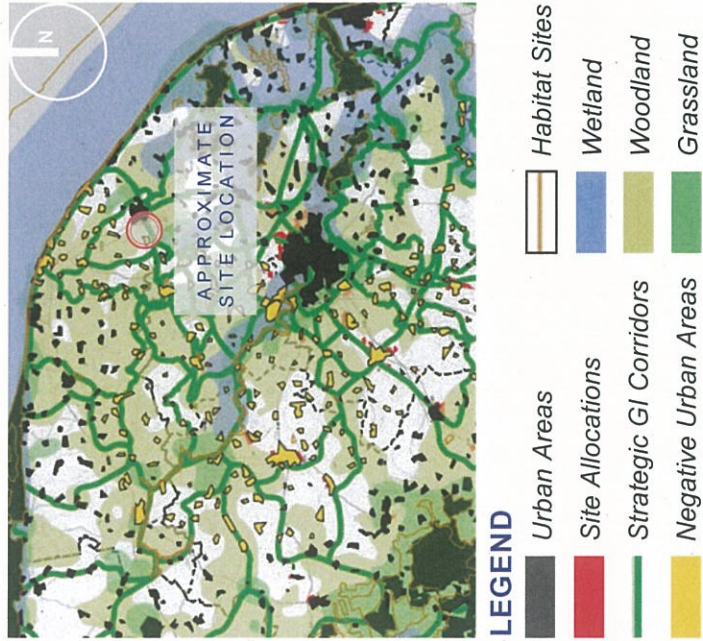 N
APPROXIMATE
SITE LOCATION
LEGEND
Urban Areas
Site Allocations
Strategic GI Corridors
Negative Urban Areas
Habitat Sites
Wetland
Woodland
Grassland